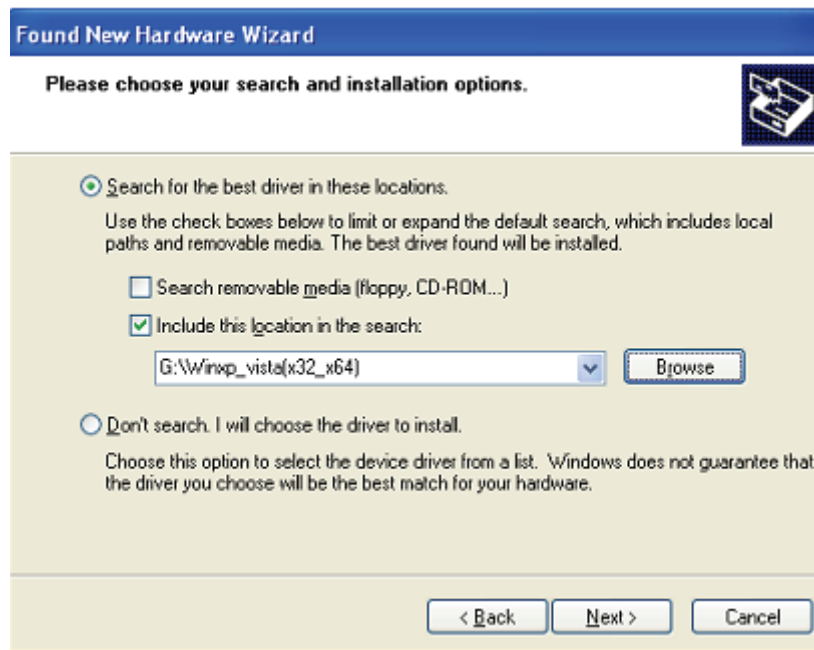 Found New Hardware Wizard
Please choose your search and installation options.
Search for the best driver in these locations.
Use the check boxes below to limit or expand the default search, which includes local
paths and removable media. The best driver found will be installed.
Search removable media (floppy, CD-ROM...)
Include this location in the search:
G:\Winxp_vista(x32_x64)
Browse
Don't search. I will choose the driver to install.
Choose this option to select the device driver from a list. Windows does not guarantee that
the driver you choose will be the best match for your hardware.
< Back Next > Cancel